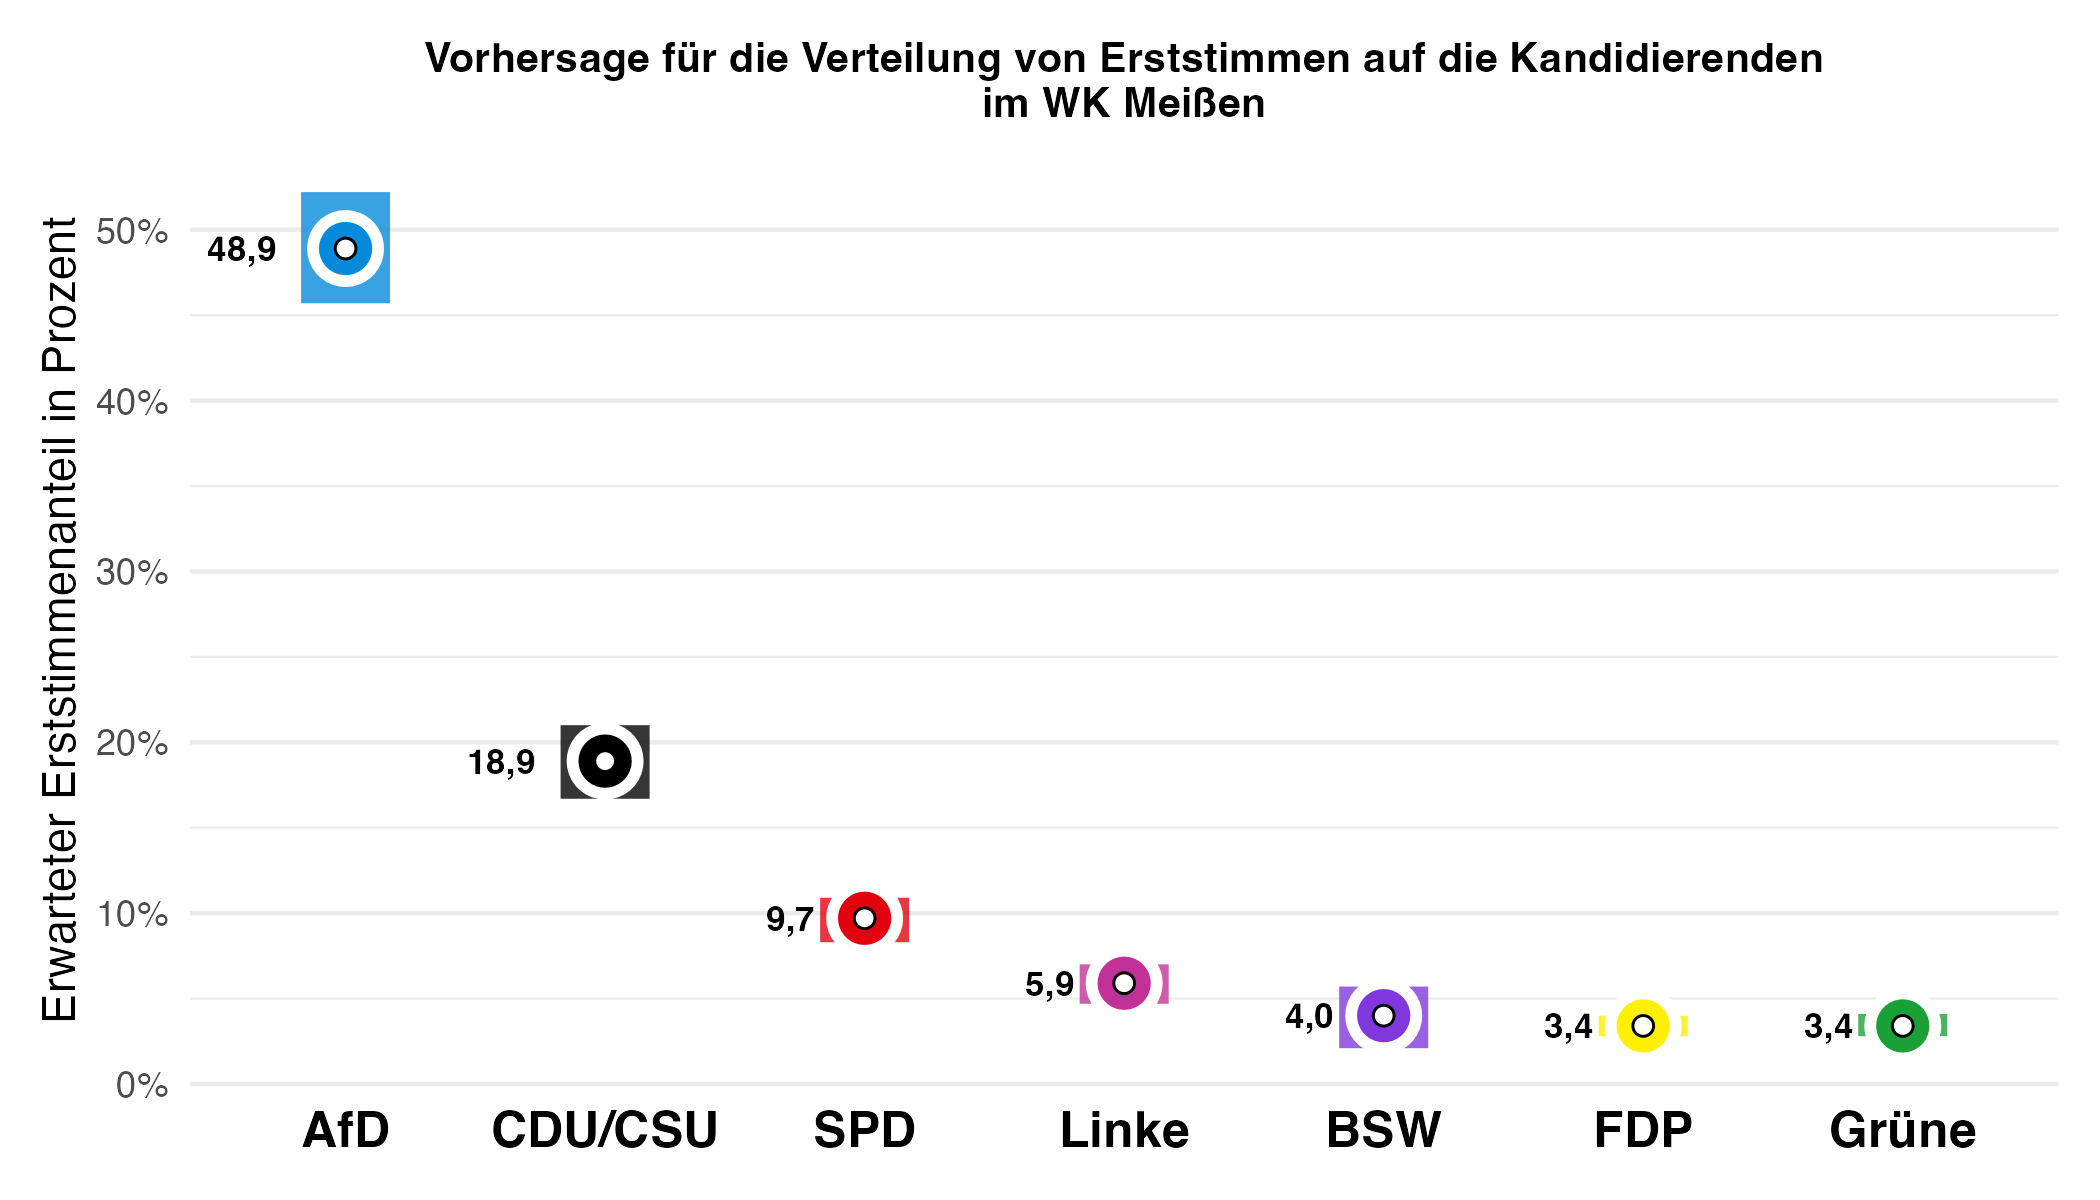 Vorhersage für die Verteilung von Erststimmen auf die Kandidierenden
im WK Meißen
Erwarteter Erststimmenanteil in Prozent
50%
40%
30%
20%
10%
0%
48,9
18,9
9,7
5,9
4,0
3,4
3,4
AfD
CDU/CSU
SPD
Linke
BSW
FDP
Grüne